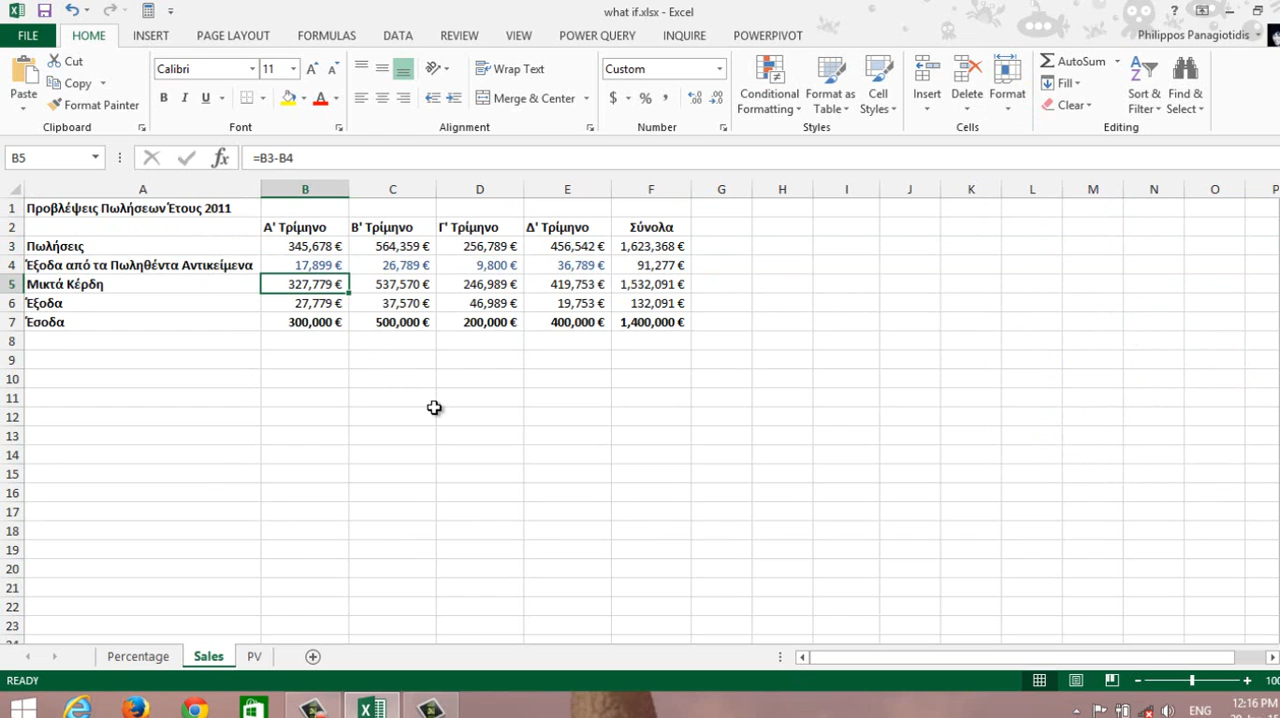 what if.xlsx - Excel
?
FILE HOME INSERT PAGE LAYOUT FORMULAS DATA REVIEW VIEW POWER QUERY INQUIRE POWERPIVOT Philippos Panagiotidis
Paste Cut Copy Format Painter
Calibri 11
B I U A
Wrap Text
Merge & Center
Custom
$ % ,
Conditional Formatting
Format as Table
Cell Styles
Insert
Delete
Format
AutoSum
Fill
Clear
Sort & Filter
Find & Select
Clipboard Font Alignment Number Styles Cells Editing
B5 fx =B3-B4
A B C D E F G H I J K L M N O P
1 Προβλέψεις Πωλήσεων Έτους 2011
2 Α' Τρίμηνο Β' Τρίμηνο Γ' Τρίμηνο Δ' Τρίμηνο Σύνολα
3 Πωλήσεις 345,678 € 564,359 € 256,789 € 456,542 € 1,623,368 €
4 Έξοδα από τα Πωληθέντα Αντικείμενα 17,899 € 26,789 € 9,800 € 36,789 € 91,277 €
5 Μικτά Κέρδη 327,779 € 537,570 € 246,989 € 419,753 € 1,532,091 €
6 Έξοδα 27,779 € 37,570 € 46,989 € 19,753 € 132,091 €
7 Έσοδα 300,000 € 500,000 € 200,000 € 400,000 € 1,400,000 €
8
9
10
11
12
13
14
15
16
17
18
19
20
21
22
23
Percentage Sales PV
READY
ENG 12:16 PM